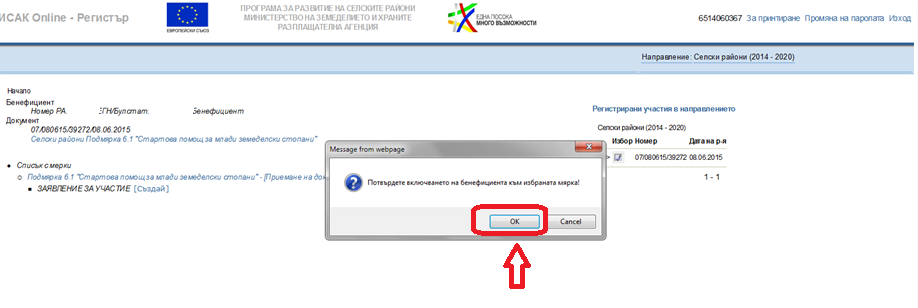 ИСАК Online - Регистър
ЕВРОПЕЙСКИ СЪЮЗ
ПРОГРАМА ЗА РАЗВИТИЕ НА СЕЛСКИТЕ РАЙОНИ
МИНИСТЕРСТВО НА ЗЕМЕДЕЛИЕТО И ХРАНИТЕ
РАЗПЛАЩАТЕЛНА АГЕНЦИЯ
ЕДНА ПОСОКА
МНОГО ВЪЗМОЖНОСТИ
6514060367 За принтиране Промяна на паролата Изход
Направление: Селски райони (2014 - 2020)
Начало
Бенефициент
Номер РА. ЕГН/Булстат. Бенефициент
Документ
07/080615/39272/08.06.2015
Селски райони Подмярка 6.1 "Стартова помощ за млади земеделски стопани"
Списък с мерки
Подмярка 6.1 "Стартова помощ за млади земеделски стопани" - [Приемане на док
ЗАЯВЛЕНИЕ ЗА УЧАСТИЕ [Създай]
Регистрирани участия в направлението
Селски райони (2014 - 2020)
Избор Номер Дата на р-я
> 07/080615/39272 08.06.2015
1 - 1
Message from webpage
Потвърдете включването на бенефициента към избраната мярка!
OK Cancel